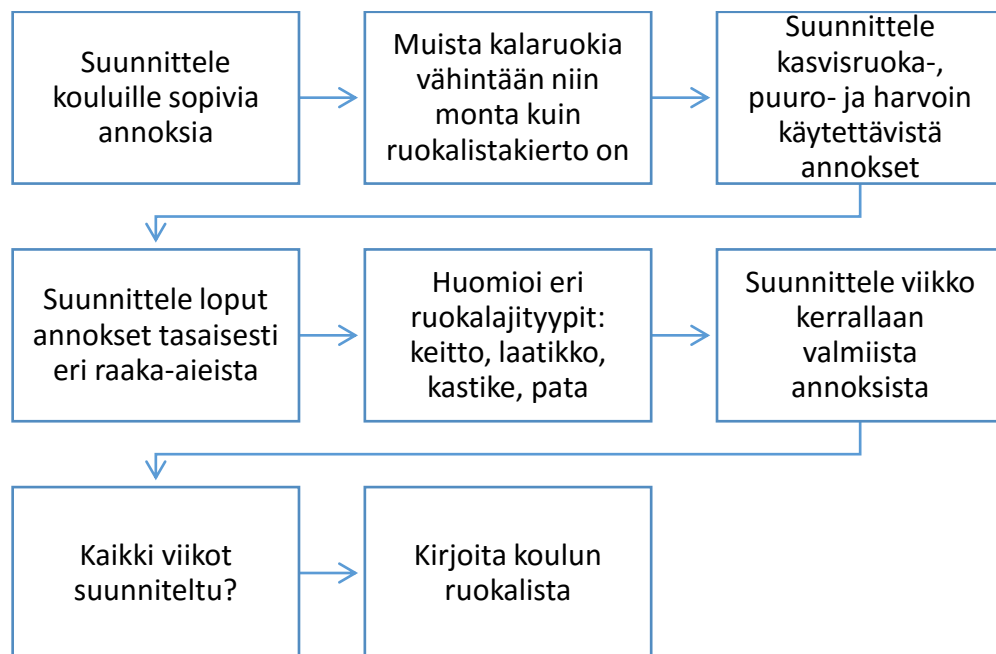 Suunnittele
kouluille sopivia
annoksia
Muista kalaruokia
vähintään niin
monta kuin
ruokalistakierto on
Suunnittele
kasvisruoka-,
puuro- ja harvoin
käytettävistä
annokset
Suunnittele loput
annokset tasaisesti
eri raaka-aieista
Huomioi eri
ruokalajityypit:
keitto, laatikko,
kastike, pata
Suunnittele viikko
kerrallaan
valmiista
annoksista
Kaikki viikot
suunniteltu?
Kirjoita koulun
ruokalista